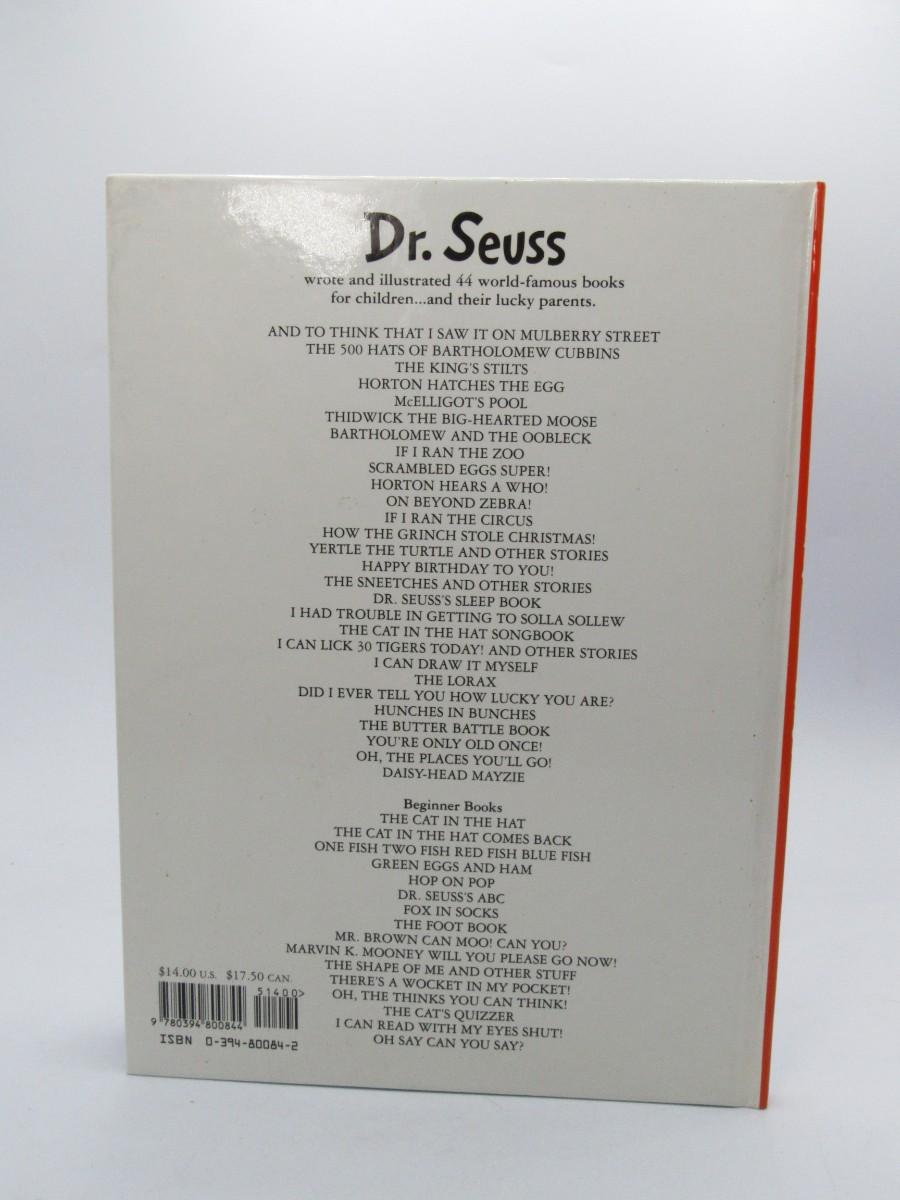 Dr. Seuss
wrote and illustrated 44 world-famous books
for children...and their lucky parents.
AND TO THINK THAT I SAW IT ON MULBERRY STREET
THE 500 HATS OF BARTHOLOMEW CUBBINS
THE KING'S STILTS
HORTON HATCHES THE EGG
McELLIGOT'S POOL
THIDWICK THE BIG-HEARTED MOOSE
BARTHOLOMEW AND THE OOBLECK
IF I RAN THE ZOO
SCRAMBLED EGGS SUPER!
HORTON HEARS A WHO!
ON BEYOND ZEBRA!
IF I RAN THE CIRCUS
HOW THE GRINCH STOLE CHRISTMAS!
YERTLE THE TURTLE AND OTHER STORIES
HAPPY BIRTHDAY TO YOU!
THE SNEETCHES AND OTHER STORIES
DR. SEUSS'S SLEEP BOOK
I HAD TROUBLE IN GETTING TO SOLLA SOLLEW
THE CAT IN THE HAT SONGBOOK
I CAN LICK 30 TIGERS TODAY! AND OTHER STORIES
I CAN DRAW IT MYSELF
THE LORAX
DID I EVER TELL YOU HOW LUCKY YOU ARE?
HUNCHES IN BUNCHES
THE BUTTER BATTLE BOOK
YOU'RE ONLY OLD ONCE!
OH, THE PLACES YOU'LL GO!
DAISY-HEAD MAYZIE
Beginner Books
THE CAT IN THE HAT
THE CAT IN THE HAT COMES BACK
ONE FISH TWO FISH RED FISH BLUE FISH
GREEN EGGS AND HAM
HOP ON POP
DR. SEUSS'S ABC
FOX IN SOCKS
THE FOOT BOOK
MR. BROWN CAN MOO! CAN YOU?
MARVIN K. MOONEY WILL YOU PLEASE GO NOW!
THE SHAPE OF ME AND OTHER STUFF
THERE'S A WOCKET IN MY POCKET!
OH, THE THINKS YOU CAN THINK!
THE CAT'S QUIZZER
I CAN READ WITH MY EYES SHUT!
OH SAY CAN YOU SAY?
$14.00 U.S. $17.50 CAN.
51400>
9 780394 800844
ISBN 0-394-80084-2